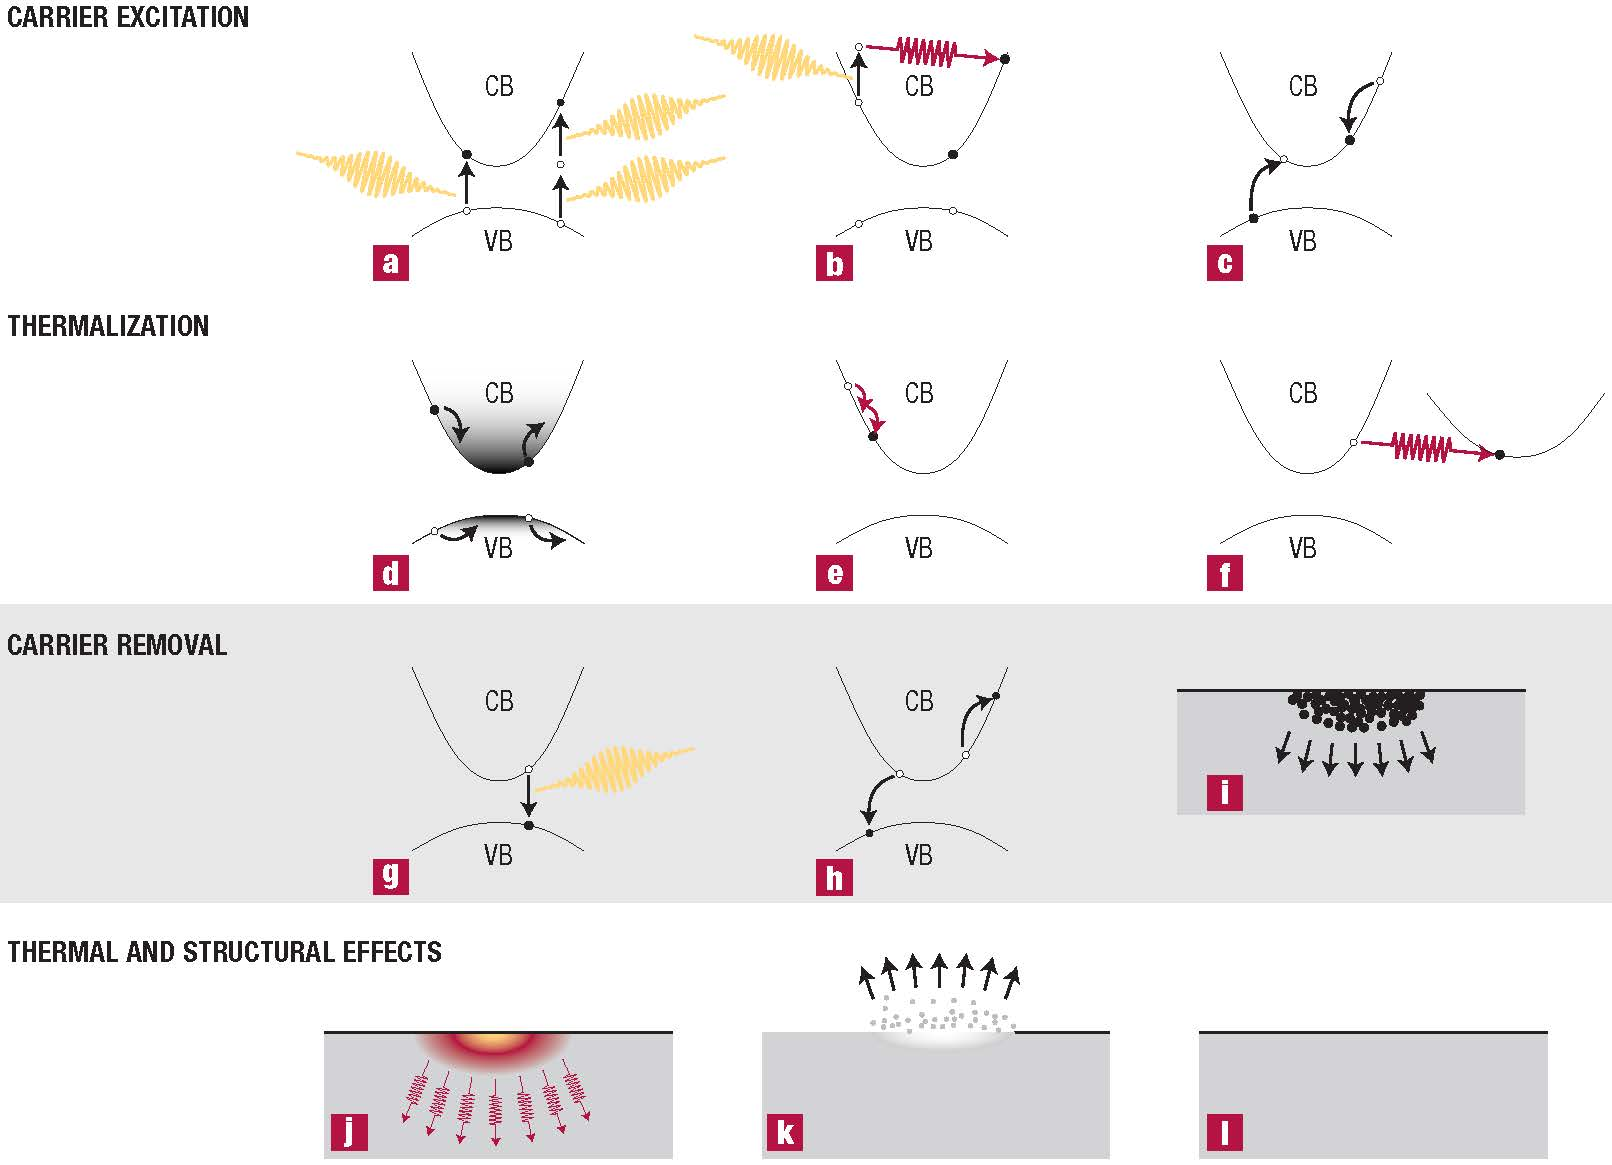 CARRIER EXCITATION
CB
CB
CB
VB
VB
VB
a
b
c
THERMALIZATION
CB
CB
CB
VB
VB
VB
d
e
f
CARRIER REMOVAL
CB
CB
VB
VB
g
h
i
THERMAL AND STRUCTURAL EFFECTS
j
k
l